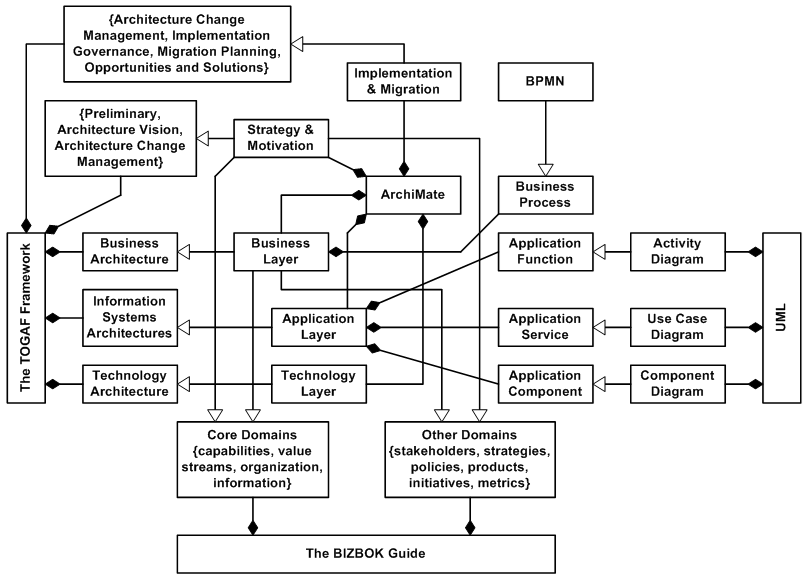 {Architecture Change
Management, Implementation
Governance, Migration Planning,
Opportunities and Solutions}
Implementation
& Migration
BPMN
{Preliminary,
Architecture Vision,
Architecture Change
Management}
Strategy &
Motivation
ArchiMate
Business
Process
The TOGAF Framework
Business
Architecture
Business
Layer
Application
Function
Activity
Diagram
UML
Information
Systems
Architectures
Application
Layer
Application
Service
Use Case
Diagram
Technology
Architecture
Technology
Layer
Application
Component
Component
Diagram
Core Domains
{capabilities, value
streams, organization,
information}
Other Domains
{stakeholders, strategies,
policies, products,
initiatives, metrics}
The BIZBOK Guide